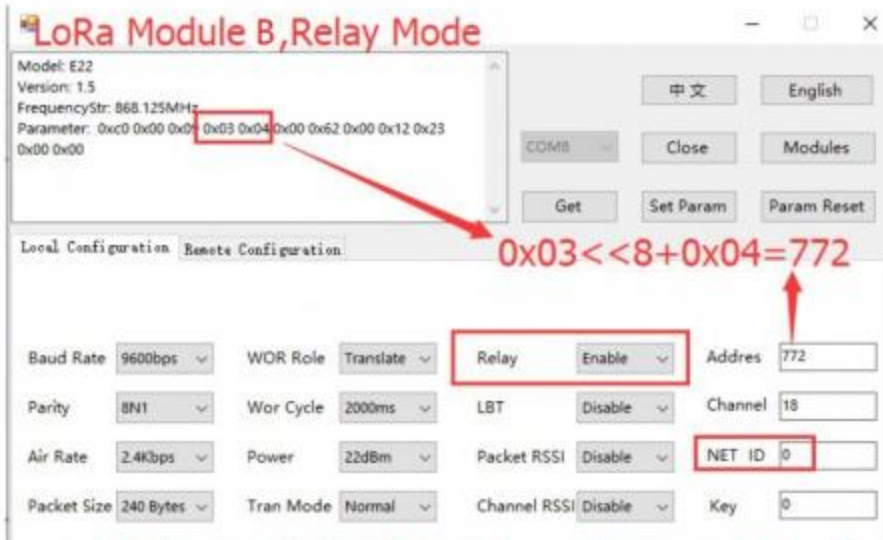 LoRa Module B,Relay Mode
Model: E22
Version: 1.5
FrequencyStr: 868.125MHz
Parameter: 0xc0 0x00 0x09 0x03 0x04 0x00 0x62 0x00 0x12 0x23
0x00 0x00
中文 English
COM8 Close Modules
Get Set Param Param Reset
Local Configuration Remote Configuration
0x03<<8+0x04=772
Baud Rate 9600bps WOR Role Translate Relay Enable Addres 772
Parity 8N1 Wor Cycle 2000ms LBT Disable Channel 18
Air Rate 2.4Kbps Power 22dBm Packet RSSI Disable NET ID 0
Packet Size 240 Bytes Tran Mode Normal Channel RSSI Disable Key 0